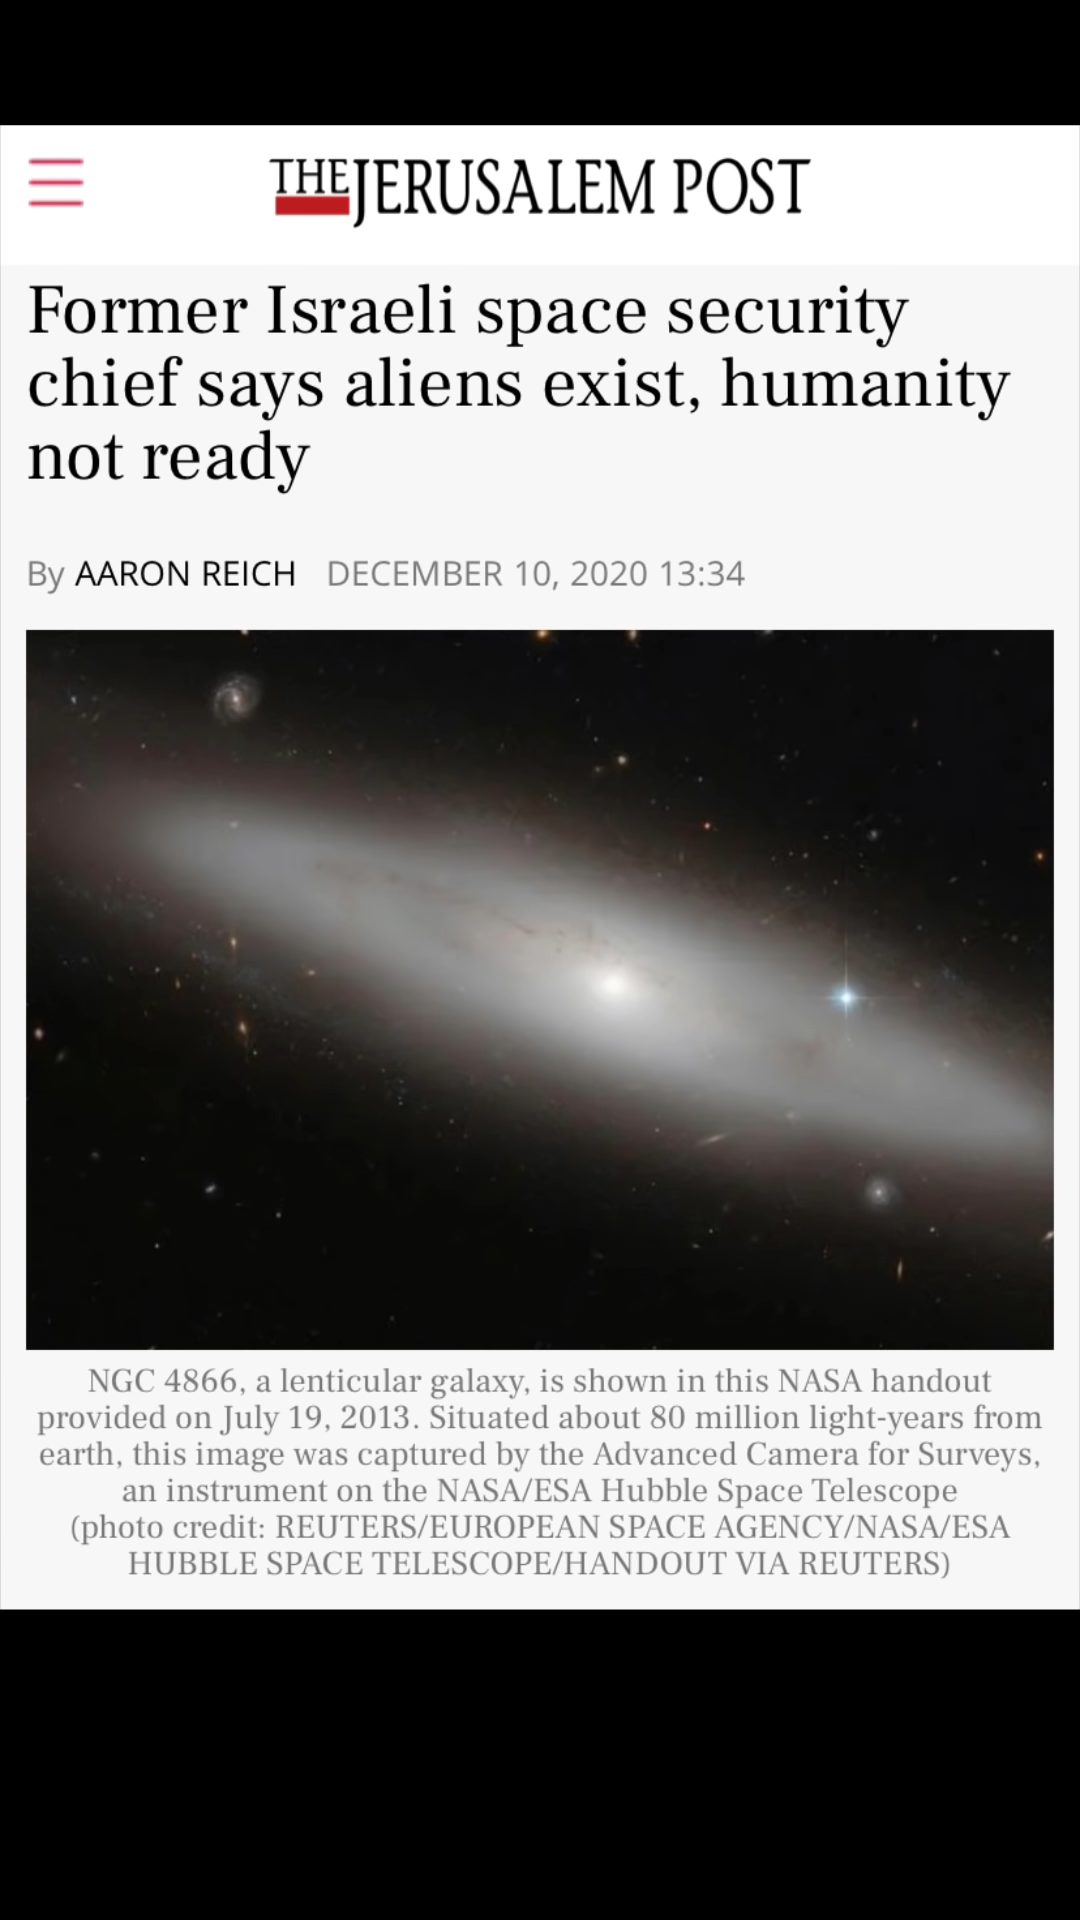 THE JERUSALEM POST
Former Israeli space security
chief says aliens exist, humanity
not ready
By AARON REICH DECEMBER 10, 2020 13:34
NGC 4866, a lenticular galaxy, is shown in this NASA handout
provided on July 19, 2013. Situated about 80 million light-years from
earth, this image was captured by the Advanced Camera for Surveys,
an instrument on the NASA/ESA Hubble Space Telescope
(photo credit: REUTERS/EUROPEAN SPACE AGENCY/NASA/ESA
HUBBLE SPACE TELESCOPE/HANDOUT VIA REUTERS)